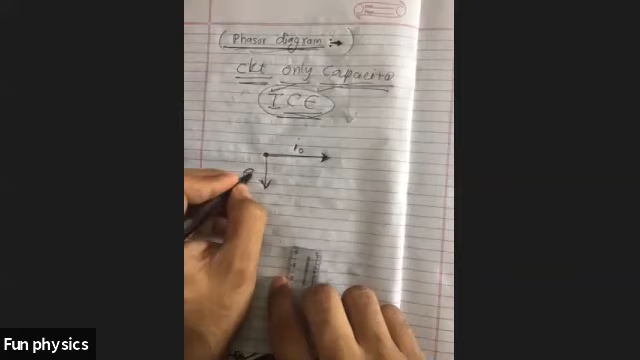 (Phasor diagram :→)
Ckt only Capacitor
ICE
i₀
Fun physics